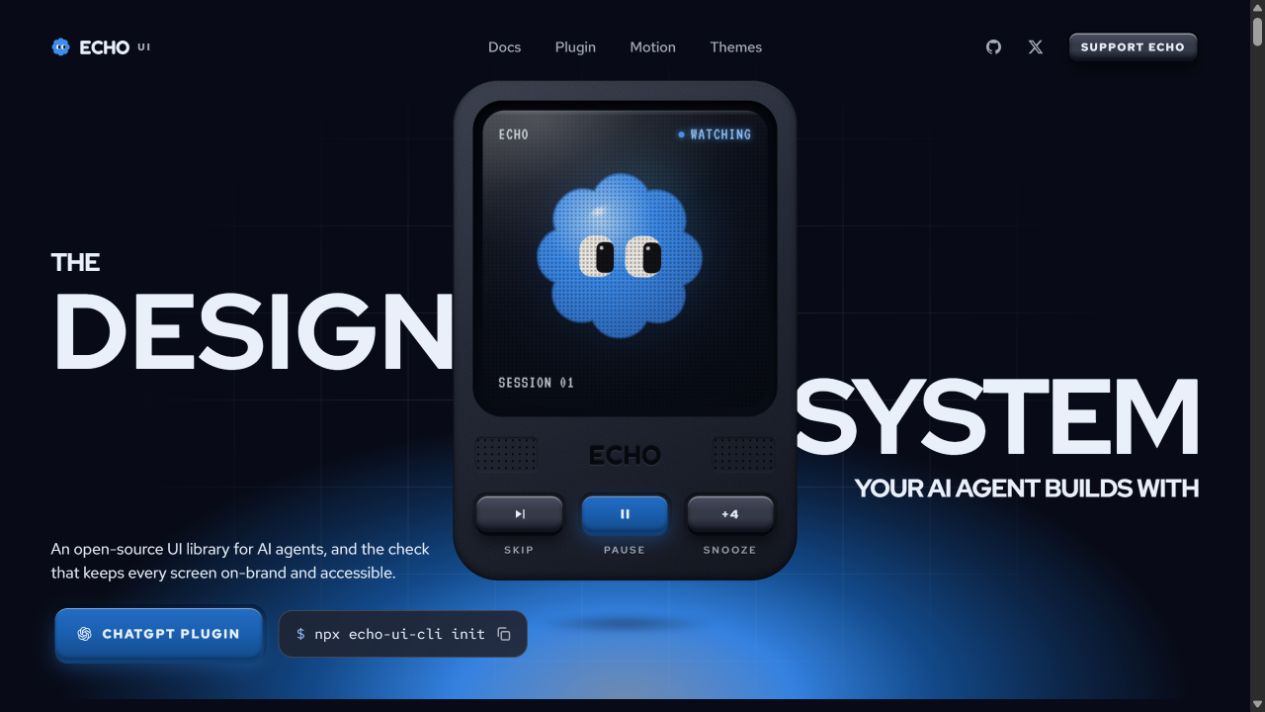 ECHO UI
Docs
Plugin
Motion
Themes
SUPPORT ECHO
ECHO
WATCHING
THE
DESIGN
SYSTEM
YOUR AI AGENT BUILDS WITH
SESSION 01
ECHO
+4
SKIP
PAUSE
SNOOZE
An open-source UI library for AI agents, and the check
that keeps every screen on-brand and accessible.
CHATGPT PLUGIN
$ npx echo-ui-cli init